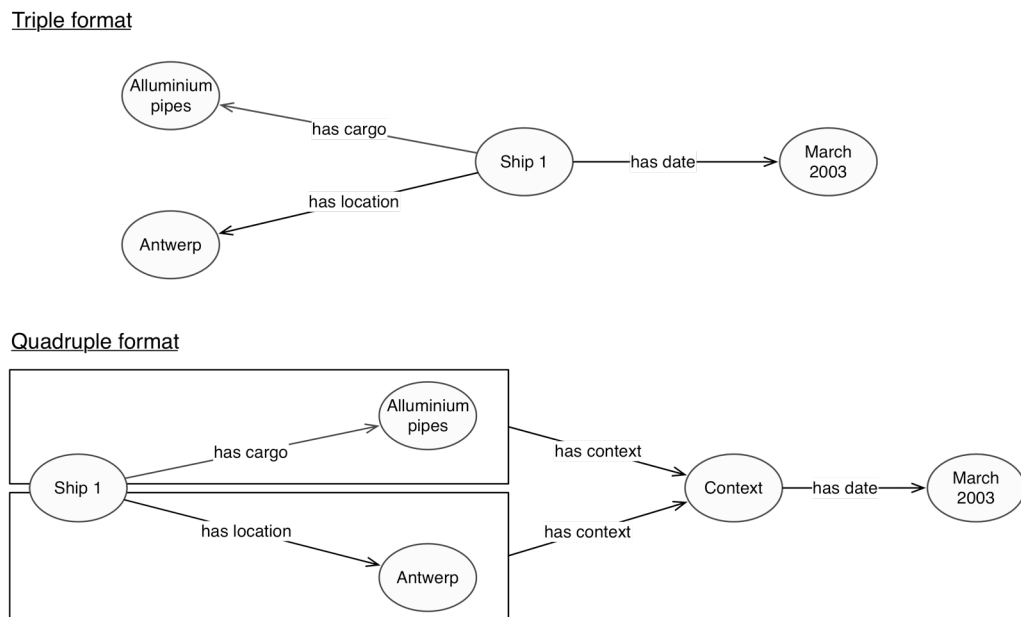 Triple format
Alluminium
pipes
has cargo
Ship 1
has date
March
2003
has location
Antwerp
Quadruple format
Alluminium
pipes
has cargo
has context
Ship 1
Context
has date
March
2003
has location
has context
Antwerp